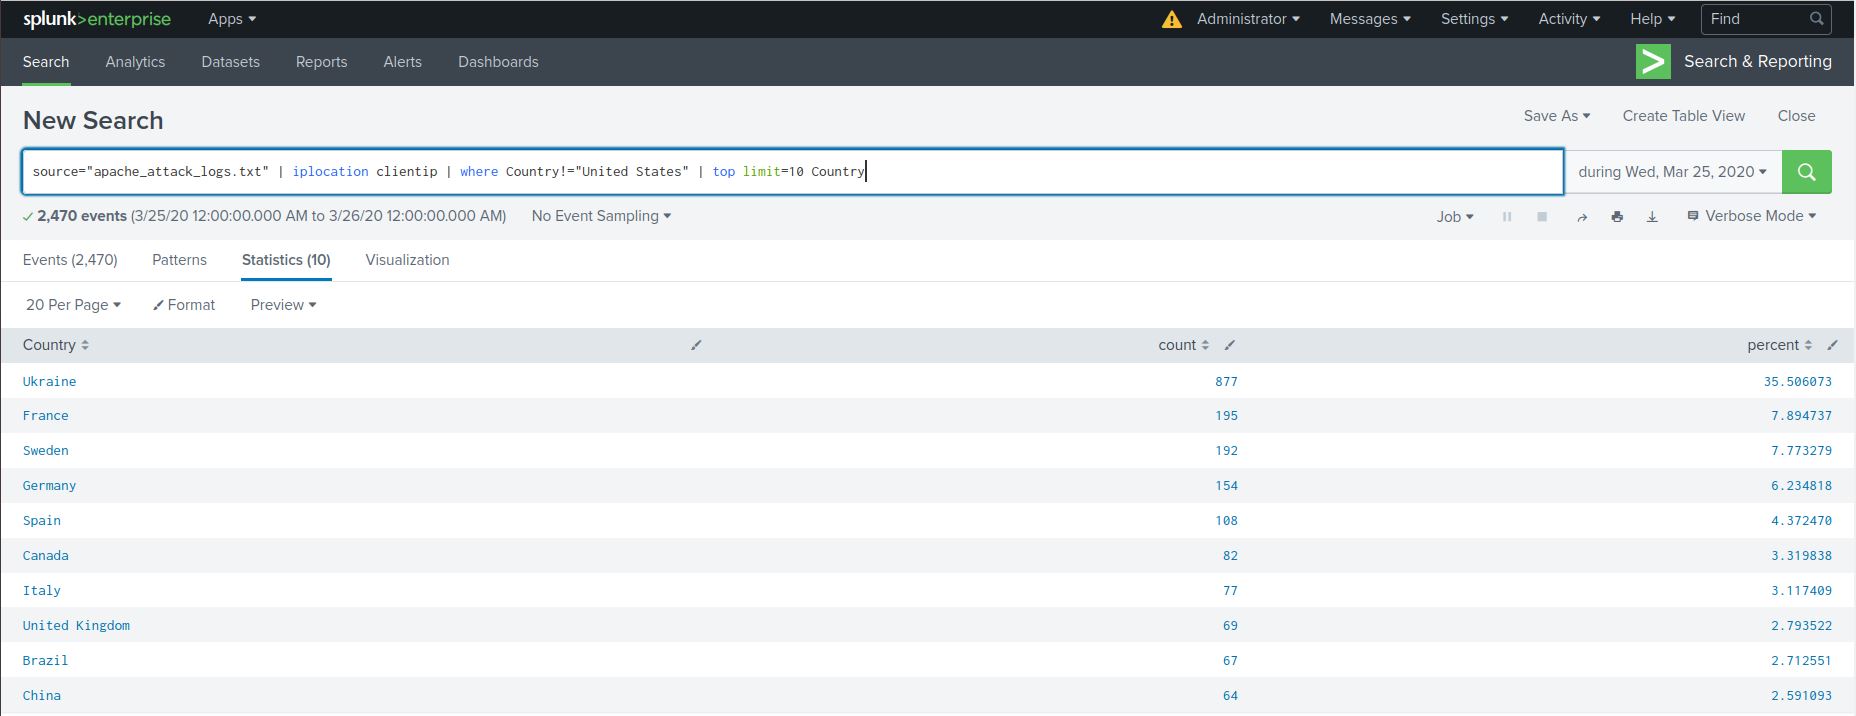 splunk>enterprise Apps Administrator Messages Settings Activity Help Find
Search Analytics Datasets Reports Alerts Dashboards > Search & Reporting
New Search Save As Create Table View Close
source="apache_attack_logs.txt" | iplocation clientip | where Country!="United States" | top limit=10 Country during Wed, Mar 25, 2020
2,470 events (3/25/20 12:00:00.000 AM to 3/26/20 12:00:00.000 AM) No Event Sampling Job Verbose Mode
Events (2,470) Patterns Statistics (10) Visualization
20 Per Page Format Preview
Country count percent
Ukraine 877 35.506073
France 195 7.894737
Sweden 192 7.773279
Germany 154 6.234818
Spain 108 4.372470
Canada 82 3.319838
Italy 77 3.117409
United Kingdom 69 2.793522
Brazil 67 2.712551
China 64 2.591093